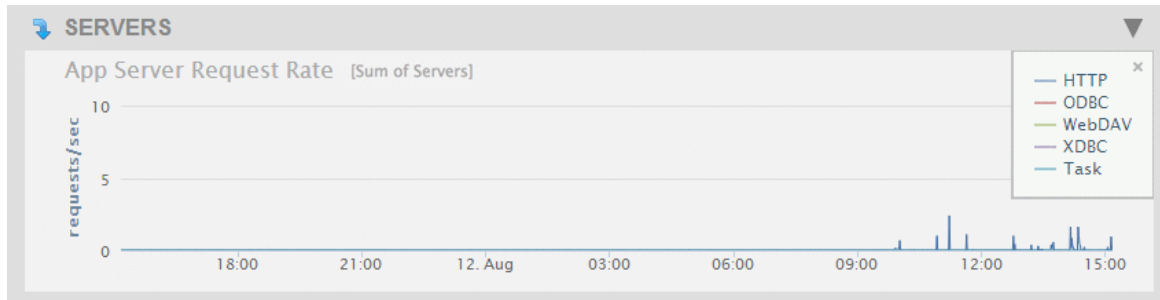 SERVERS
App Server Request Rate [Sum of Servers]
×
HTTP
ODBC
WebDAV
XDBC
Task
requests/sec
10
5
0
18:00 21:00 12. Aug 03:00 06:00 09:00 12:00 15:00